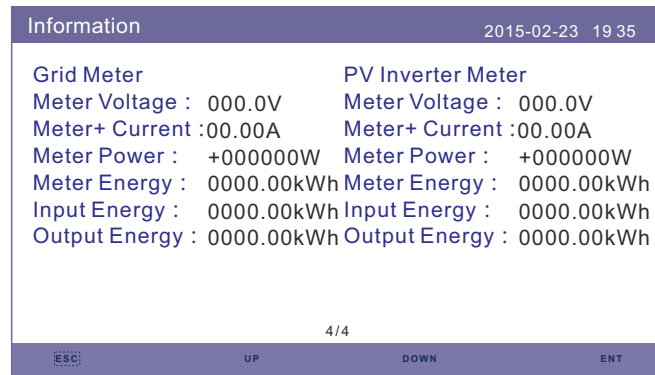 Information 2015-02-23 19 35
Grid Meter PV Inverter Meter
Meter Voltage : 000.0V Meter Voltage : 000.0V
Meter+ Current :00.00A Meter+ Current :00.00A
Meter Power : +000000W Meter Power : +000000W
Meter Energy : 0000.00kWh Meter Energy : 0000.00kWh
Input Energy : 0000.00kWh Input Energy : 0000.00kWh
Output Energy : 0000.00kWh Output Energy : 0000.00kWh
4/4
ESC UP DOWN ENT